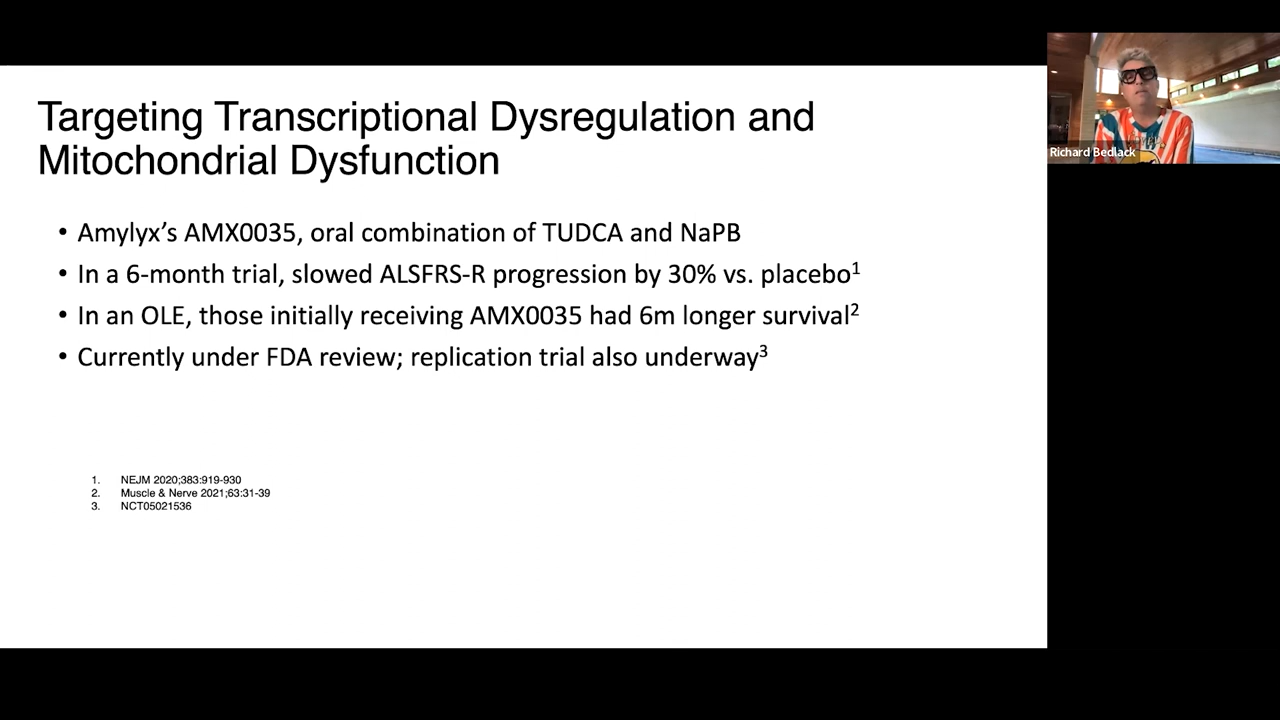 Targeting Transcriptional Dysregulation and
Mitochondrial Dysfunction
• Amylyx's AMX0035, oral combination of TUDCA and NaPB
• In a 6-month trial, slowed ALSFRS-R progression by 30% vs. placebo¹
• In an OLE, those initially receiving AMX0035 had 6m longer survival²
• Currently under FDA review; replication trial also underway³
1. NEJM 2020;383:919-930
2. Muscle & Nerve 2021;63:31-39
3. NCT05021536
Richard Bedlack